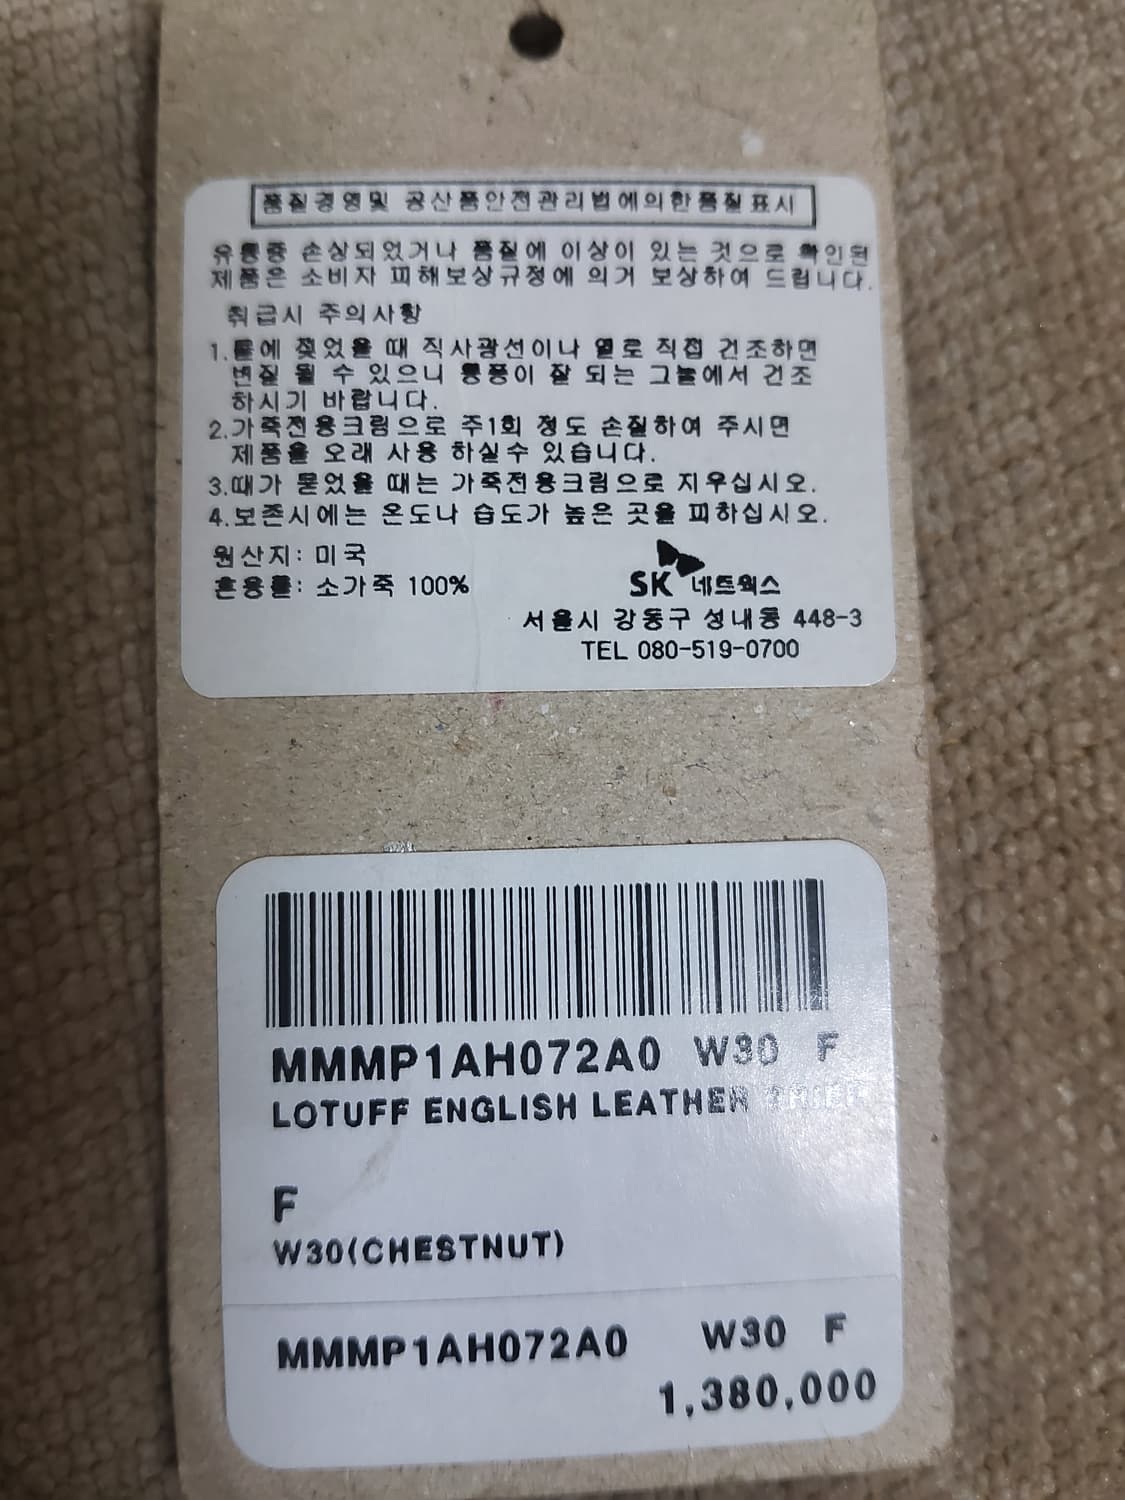 품질경영및 공산품안전관리법에의한품질표시
유통중 손상되었거나 품질에 이상이 있는 것으로 확인된
제품은 소비자 피해보상규정에 의거 보상하여 드립니다.
취급시 주의사항
1.물에 젖었을 때 직사광선이나 열로 직접 건조하면
변질 될 수 있으니 통풍이 잘 되는 그늘에서 건조
하시기 바랍니다.
2.가죽전용크림으로 주1회 정도 손질하여 주시면
제품을 오래 사용 하실수 있습니다.
3.때가 묻었을 때는 가죽전용크림으로 지우십시오.
4.보존시에는 온도나 습도가 높은 곳을 피하십시오.
원산지: 미국
혼용률: 소가죽 100%
SK 네트웍스
서울시 강동구 성내동 448-3
TEL 080-519-0700
MMMP1AH072A0 W30 F
LOTUFF ENGLISH LEATHER
F
W30(CHESTNUT)
MMMP1AH072A0 W30 F
1,380,000